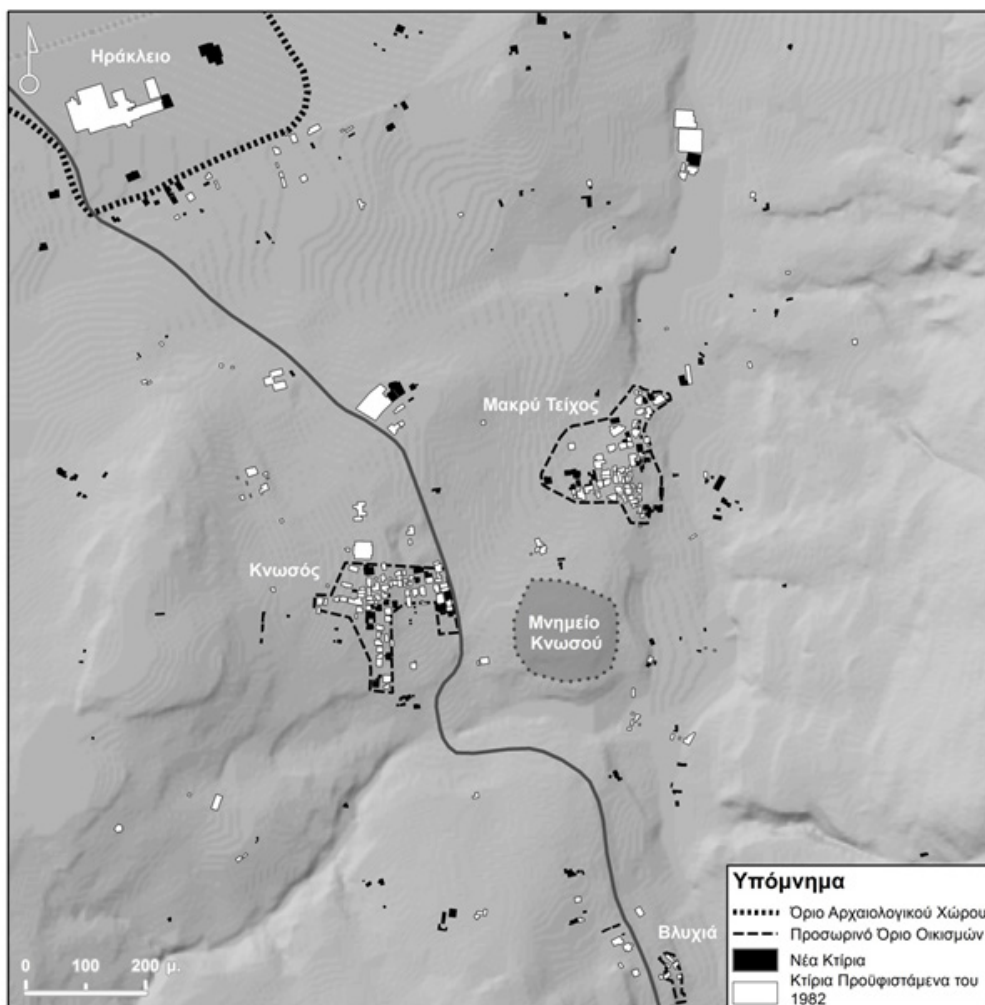 Ηράκλειο
Μακρύ Τείχος
Κνωσός
Μνημείο
Κνωσού
Βλυχιά
Υπόμνημα
Όριο Αρχαιολογικού Χώρου
Προσωρινό Όριο Οικισμών
Νέα Κτίρια
Κτίρια Προϋφιστάμενα του
1982
0 100 200 μ.